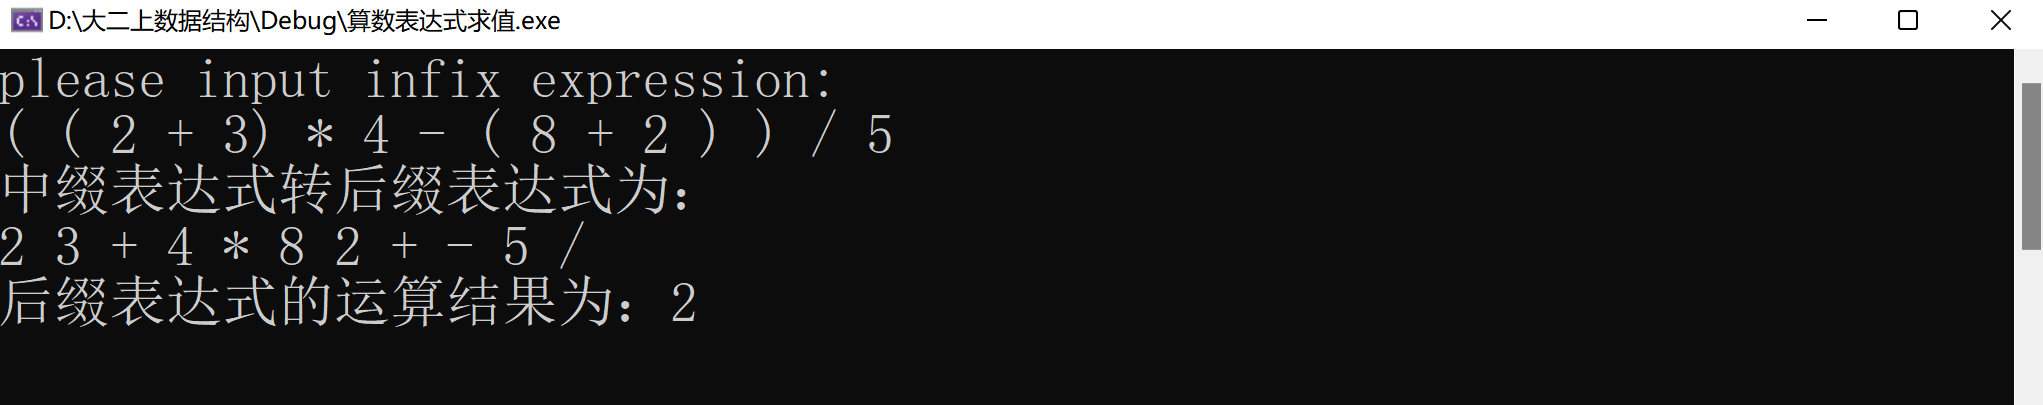 D:\大二上数据结构\Debug\算数表达式求值.exe
please input infix expression:
( ( 2 + 3) * 4 - ( 8 + 2 ) ) / 5
中缀表达式转后缀表达式为：
2 3 + 4 * 8 2 + - 5 /
后缀表达式的运算结果为：2